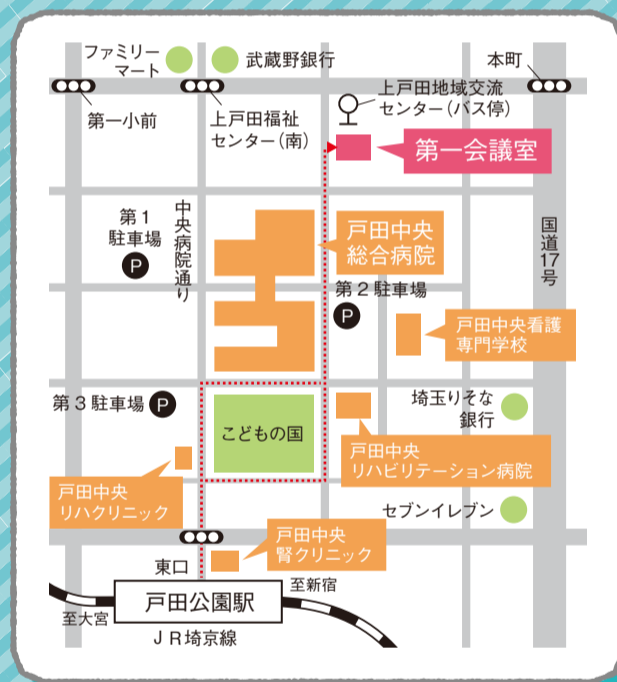 ファミリー
マート
武蔵野銀行
本町
第一小前
上戸田福祉
センター(南)
上戸田地域交流
センター(バス停)
第一会議室
第1
駐車場
P
中央病院通り
戸田中央
総合病院
国道17号
第2駐車場
P
戸田中央看護
専門学校
第3駐車場 P
こどもの国
埼玉りそな
銀行
戸田中央
リハビリテーション病院
戸田中央
リハクリニック
セブンイレブン
戸田中央
腎クリニック
東口
戸田公園駅
至新宿
至大宮
JR埼京線